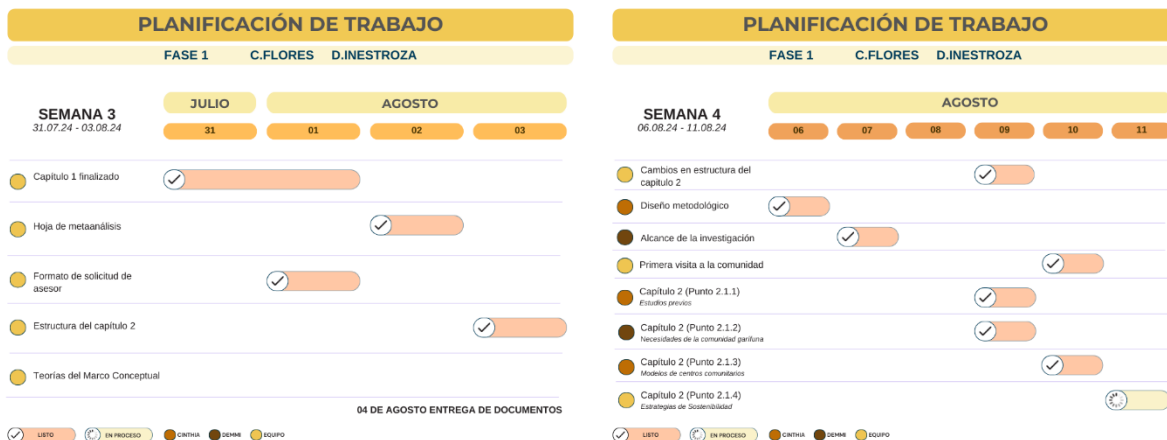 PLANIFICACIÓN DE TRABAJO
FASE 1 C.FLORES D.INESTROZA
SEMANA 3
31.07.24 - 03.08.24
JULIO AGOSTO
31 01 02 03
Capítulo 1 finalizado
Hoja de metaanálisis
Formato de solicitud de
asesor
Estructura del capítulo 2
Teorías del Marco Conceptual
04 DE AGOSTO ENTREGA DE DOCUMENTOS
LISTO EN PROCESO CINTHIA DEMMI EQUIPO
PLANIFICACIÓN DE TRABAJO
FASE 1 C.FLORES D.INESTROZA
SEMANA 4
06.08.24 - 11.08.24
AGOSTO
06 07 08 09 10 11
Cambios en estructura del
capitulo 2
Diseño metodológico
Alcance de la investigación
Primera visita a la comunidad
Capítulo 2 (Punto 2.1.1)
Estudios previos
Capítulo 2 (Punto 2.1.2)
Necesidades de la comunidad garífuna
Capítulo 2 (Punto 2.1.3)
Modelos de centros comunitarios
Capítulo 2 (Punto 2.1.4)
Estrategias de Sostenibilidad
LISTO EN PROCESO CINTHIA DEMMI EQUIPO